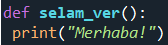 def selam_ver():
 print("Merhaba!")